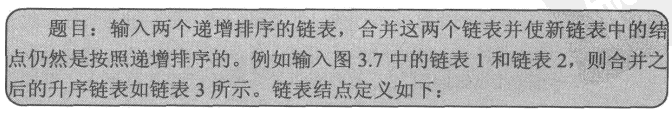 题目：输入两个递增排序的链表，合并这两个链表并使新链表中的结
点仍然是按照递增排序的。例如输入图 3.7 中的链表 1 和链表 2，则合并之
后的升序链表如链表 3 所示。链表结点定义如下：